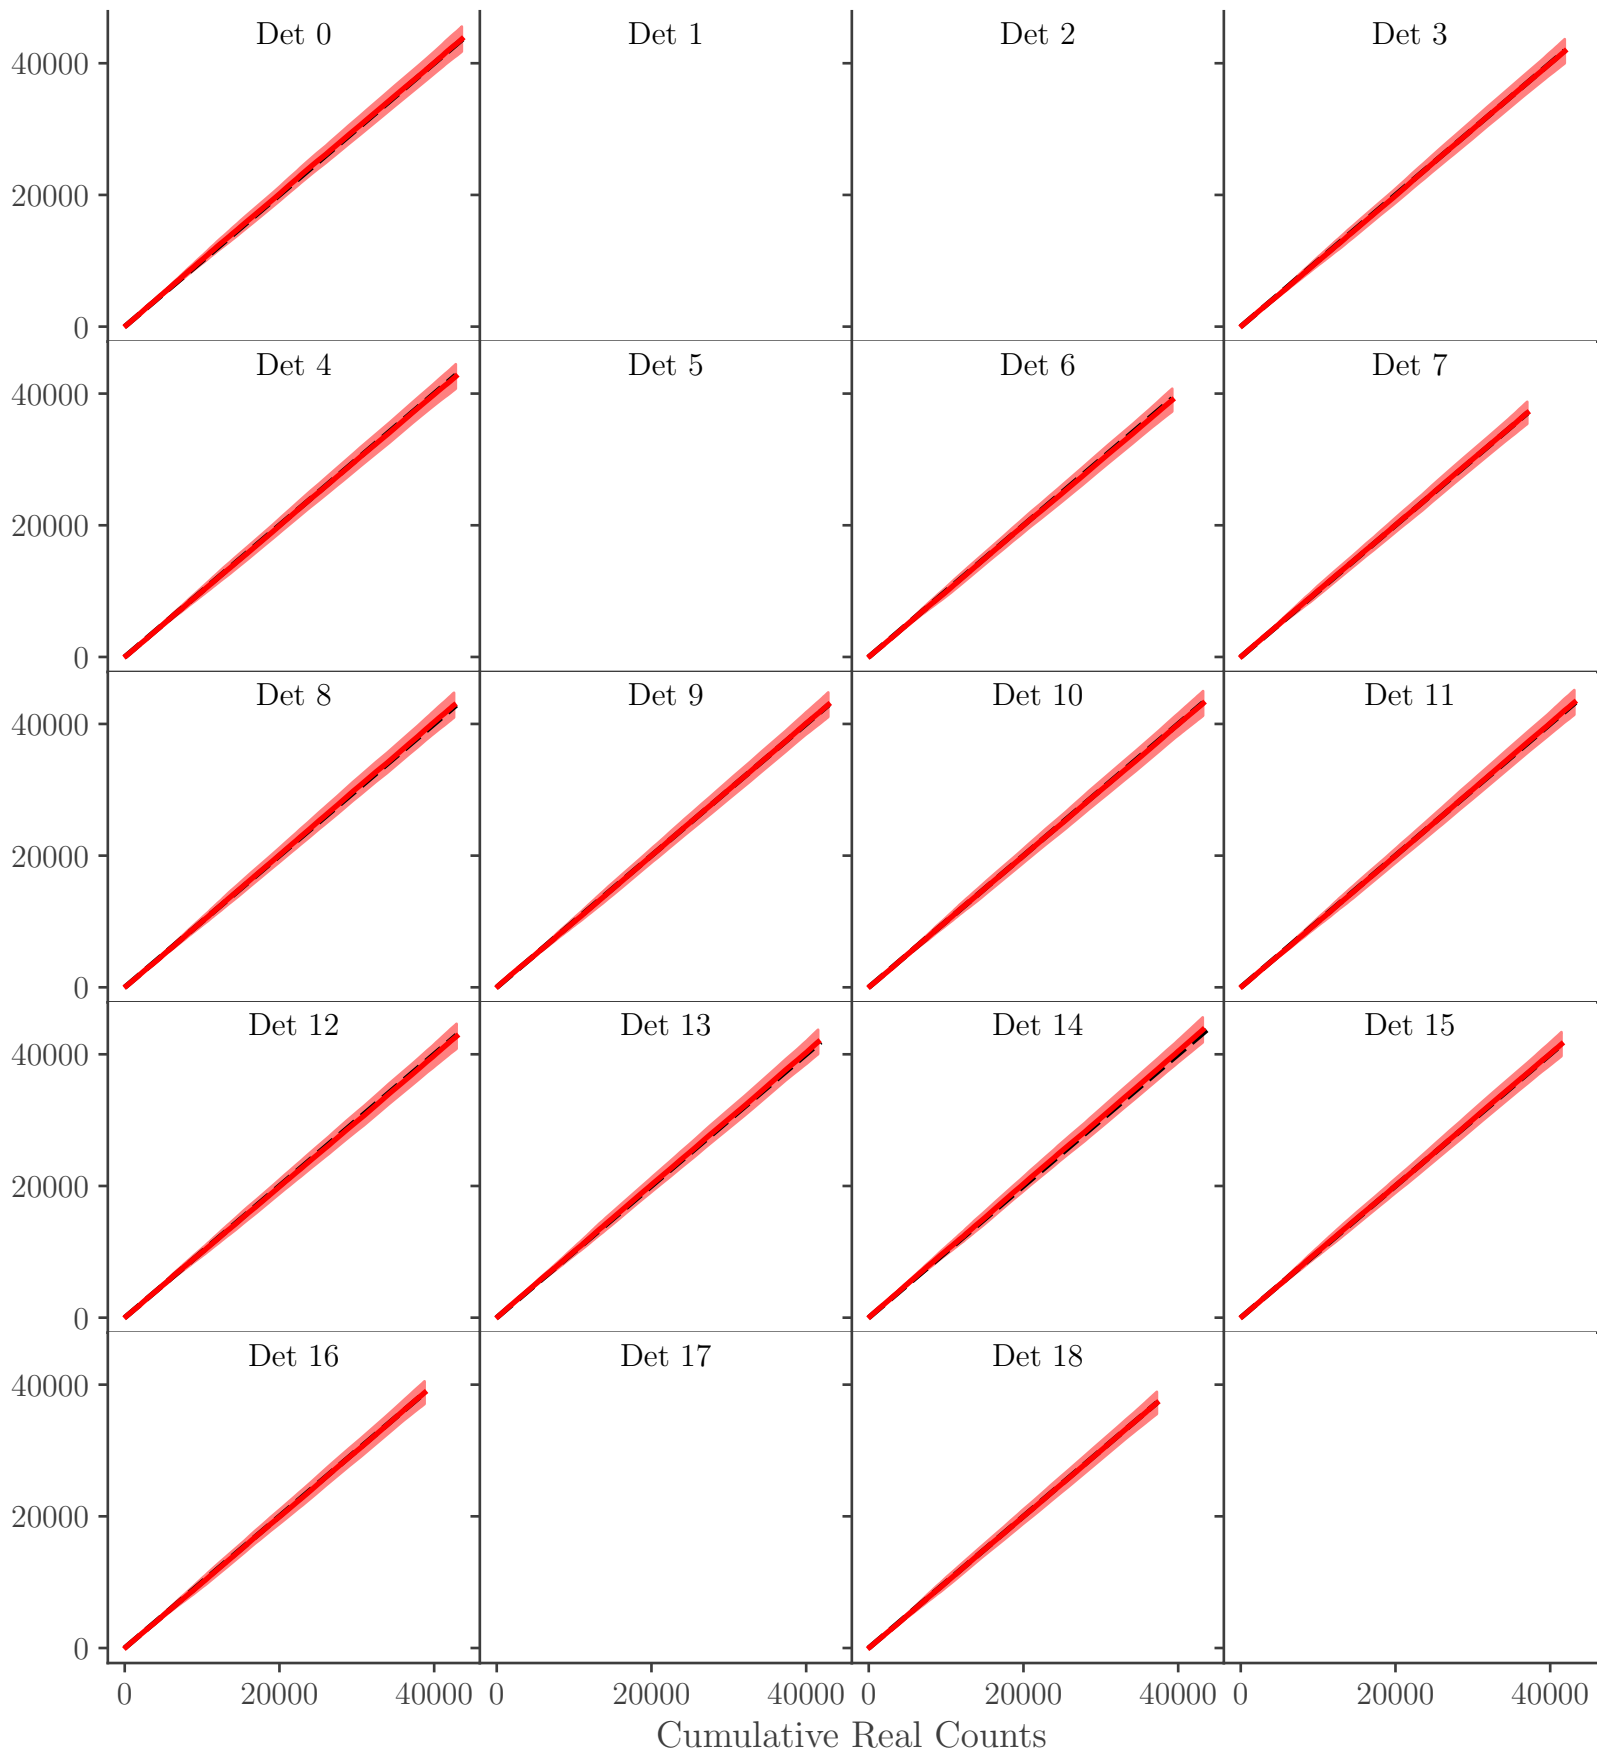 Det 0 Det 1 Det 2 Det 3
40000
20000
0
Det 4 Det 5 Det 6 Det 7
40000
20000
0
Det 8 Det 9 Det 10 Det 11
40000
20000
0
Det 12 Det 13 Det 14 Det 15
40000
20000
0
Det 16 Det 17 Det 18
40000
20000
0
0 20000 40000 0 20000 40000 0 20000 40000 0 20000 40000
Cumulative Real Counts